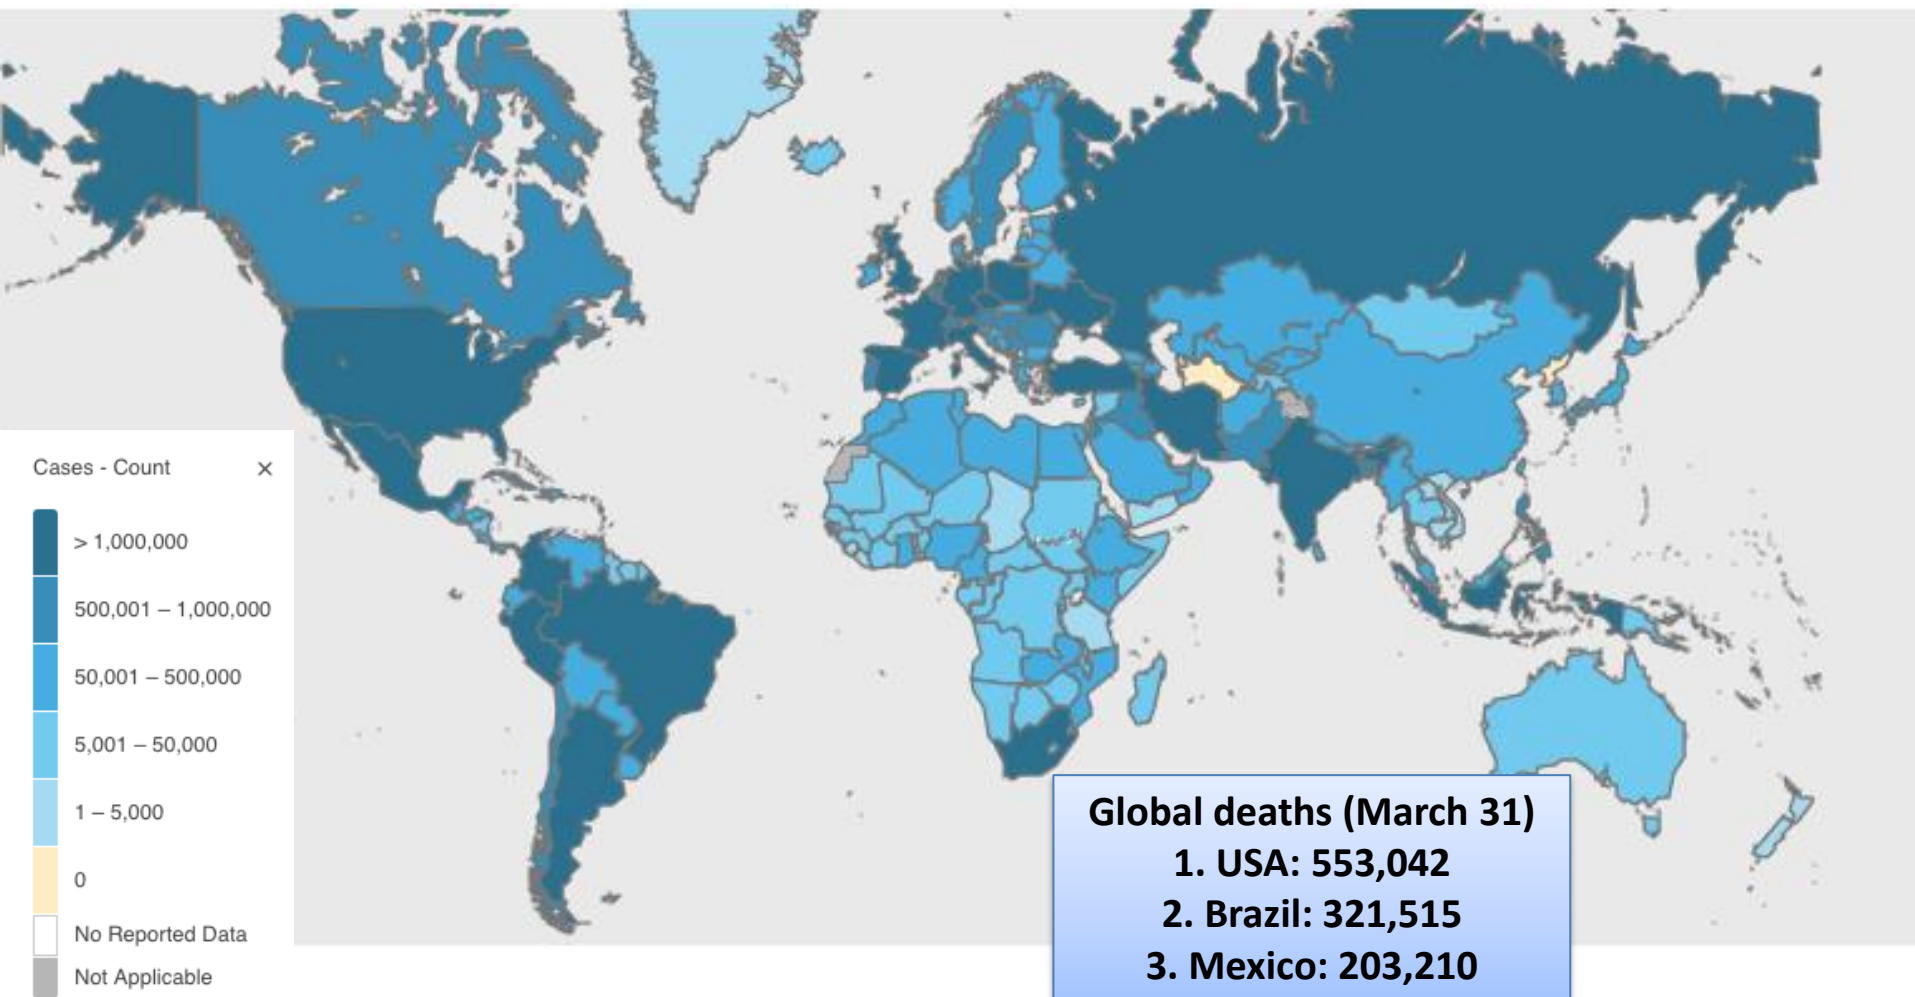 Cases - Count ×
> 1,000,000
500,001 – 1,000,000
50,001 – 500,000
5,001 – 50,000
1 – 5,000
0
No Reported Data
Not Applicable
Global deaths (March 31)
1. USA: 553,042
2. Brazil: 321,515
3. Mexico: 203,210